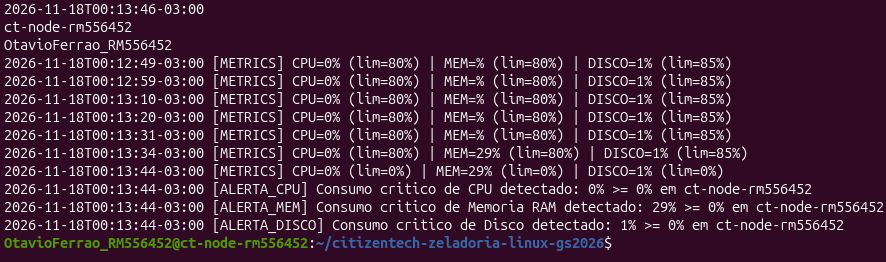 2026-11-18T00:13:46-03:00
ct-node-rm556452
OtavioFerrao_RM556452
2026-11-18T00:12:49-03:00 [METRICS] CPU=0% (lim=80%) | MEM=% (lim=80%) | DISCO=1% (lim=85%)
2026-11-18T00:12:59-03:00 [METRICS] CPU=0% (lim=80%) | MEM=% (lim=80%) | DISCO=1% (lim=85%)
2026-11-18T00:13:10-03:00 [METRICS] CPU=0% (lim=80%) | MEM=% (lim=80%) | DISCO=1% (lim=85%)
2026-11-18T00:13:20-03:00 [METRICS] CPU=0% (lim=80%) | MEM=% (lim=80%) | DISCO=1% (lim=85%)
2026-11-18T00:13:31-03:00 [METRICS] CPU=0% (lim=80%) | MEM=% (lim=80%) | DISCO=1% (lim=85%)
2026-11-18T00:13:34-03:00 [METRICS] CPU=0% (lim=80%) | MEM=29% (lim=80%) | DISCO=1% (lim=85%)
2026-11-18T00:13:44-03:00 [METRICS] CPU=0% (lim=0%) | MEM=29% (lim=0%) | DISCO=1% (lim=0%)
2026-11-18T00:13:44-03:00 [ALERTA_CPU] Consumo critico de CPU detectado: 0% >= 0% em ct-node-rm556452
2026-11-18T00:13:44-03:00 [ALERTA_MEM] Consumo critico de Memoria RAM detectado: 29% >= 0% em ct-node-rm556452
2026-11-18T00:13:44-03:00 [ALERTA_DISCO] Consumo critico de Disco detectado: 1% >= 0% em ct-node-rm556452
OtavioFerrao_RM556452@ct-node-rm556452:~/citizentech-zeladoria-linux-gs2026$